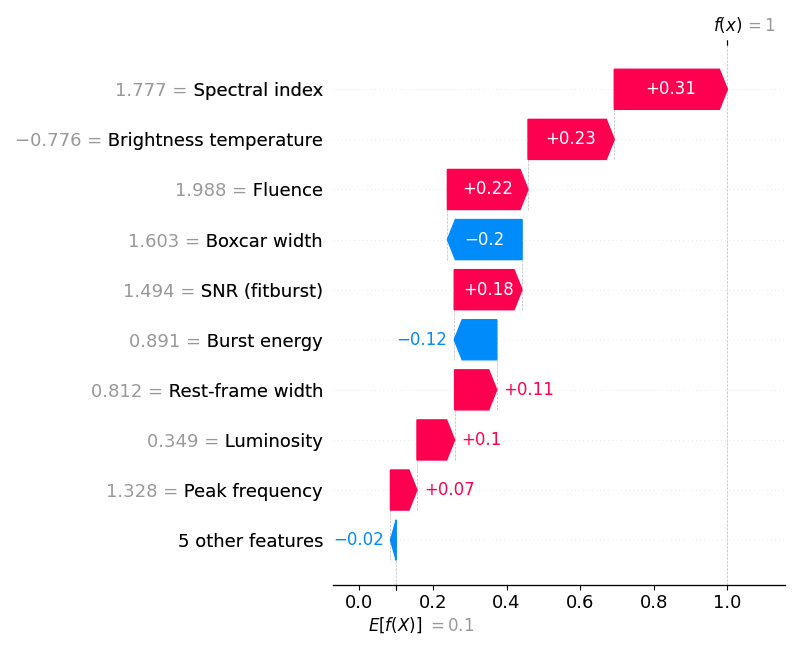 f(x) = 1
1.777 = Spectral index +0.31
−0.776 = Brightness temperature +0.23
1.988 = Fluence +0.22
1.603 = Boxcar width −0.2
1.494 = SNR (fitburst) +0.18
0.891 = Burst energy −0.12
0.812 = Rest-frame width +0.11
0.349 = Luminosity +0.1
1.328 = Peak frequency +0.07
5 other features −0.02
0.0 0.2 0.4 0.6 0.8 1.0
E[f(X)] = 0.1